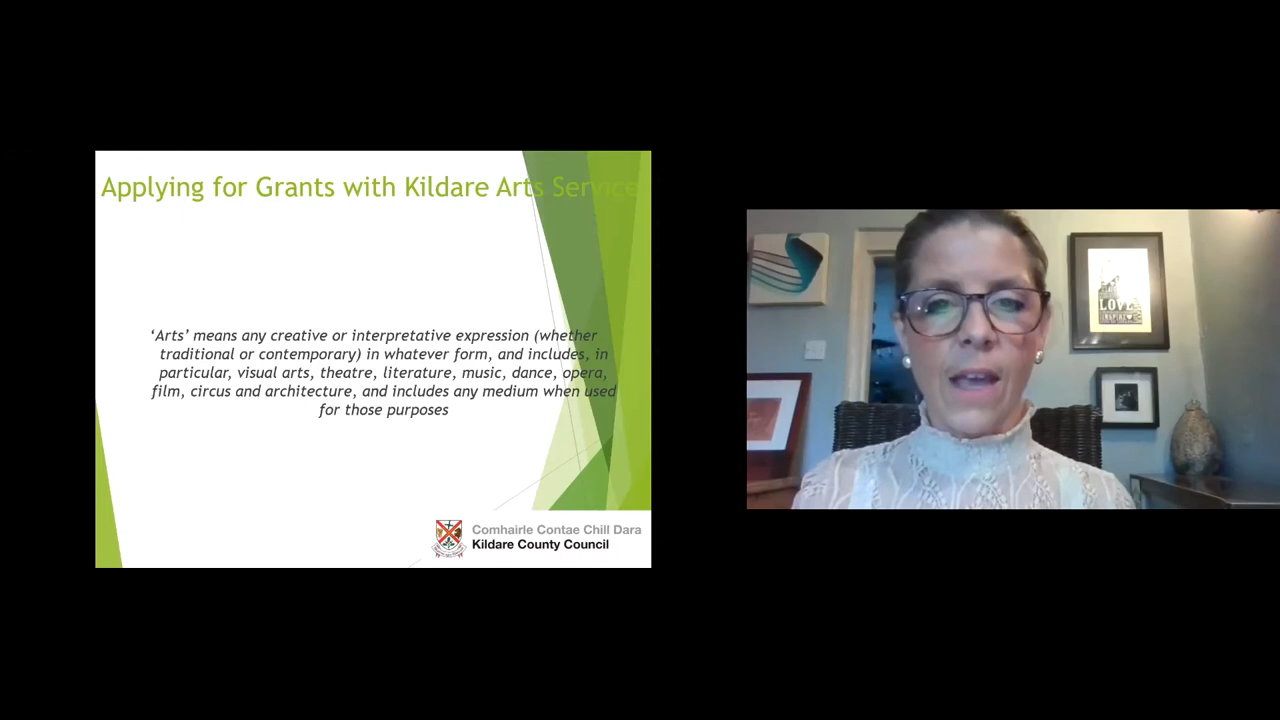 Applying for Grants with Kildare Arts Service
‘Arts’ means any creative or interpretative expression (whether
traditional or contemporary) in whatever form, and includes, in
particular, visual arts, theatre, literature, music, dance, opera,
film, circus and architecture, and includes any medium when used
for those purposes
Comhairle Contae Chill Dara
Kildare County Council
LOVE
INSPIRE